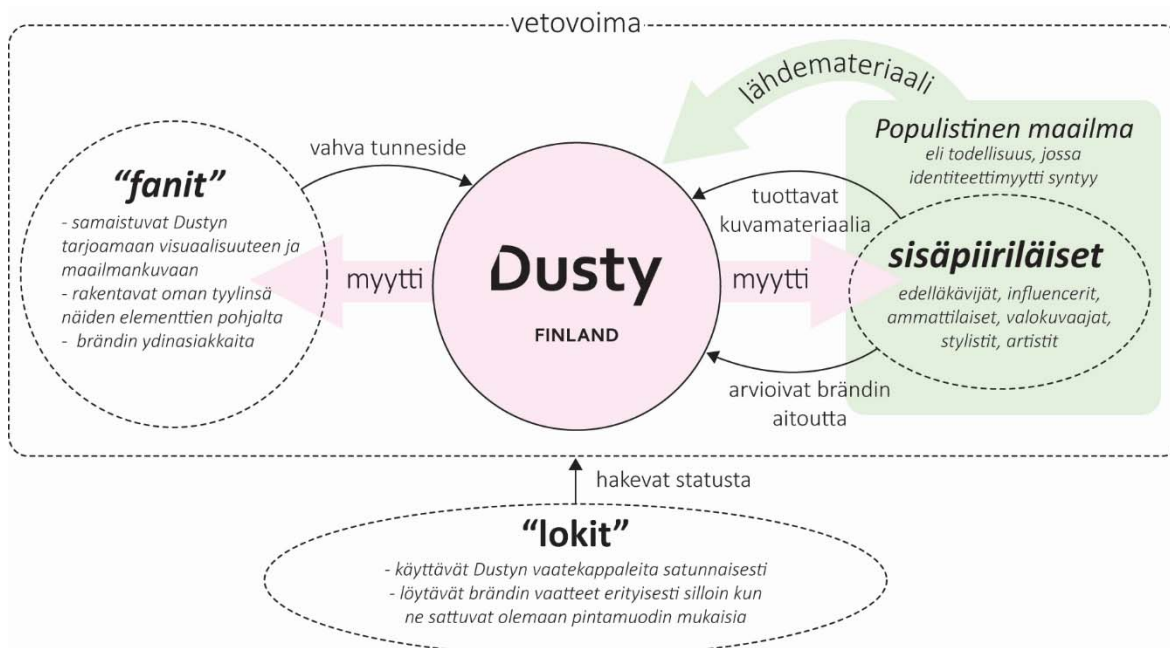 vetovoima
lähdemateriaali
Populistinen maailma
eli todellisuus, jossa
identiteettimyytti syntyy
vahva tunneside
“fanit”
- samaistuvat Dustyn
tarjoamaan visuaalisuuteen ja
maailmankuvaan
- rakentavat oman tyylinsä
näiden elementtien pohjalta
- brändin ydinasiakkaita
myytti
Dusty
FINLAND
tuottavat
kuvamateriaalia
myytti
sisäpiiriläiset
edelläkävijät, influencerit,
ammattilaiset, valokuvaajat,
stylistit, artistit
arvioivat brändin
aitoutta
hakevat statusta
“lokit”
- käyttävät Dustyn vaatekappaleita satunnaisesti
- löytävät brändin vaatteet erityisesti silloin kun
ne sattuvat olemaan pintamuodin mukaisia